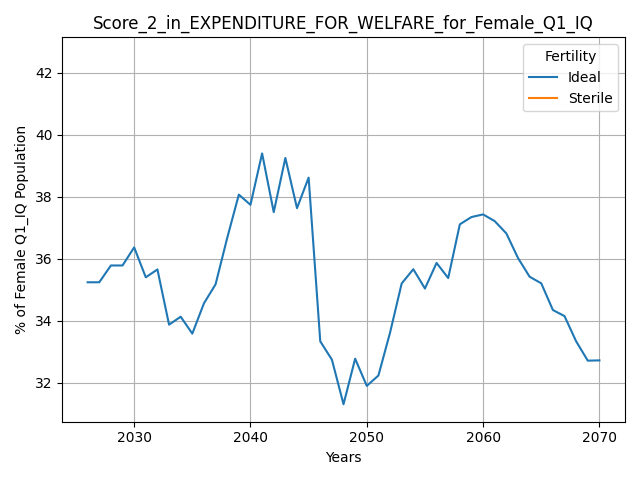 Score_2_in_EXPENDITURE_FOR_WELFARE_for_Female_Q1_IQ
Fertility
Ideal
Sterile
% of Female Q1_IQ Population
42
40
38
36
34
32
2030
2040
2050
2060
2070
Years